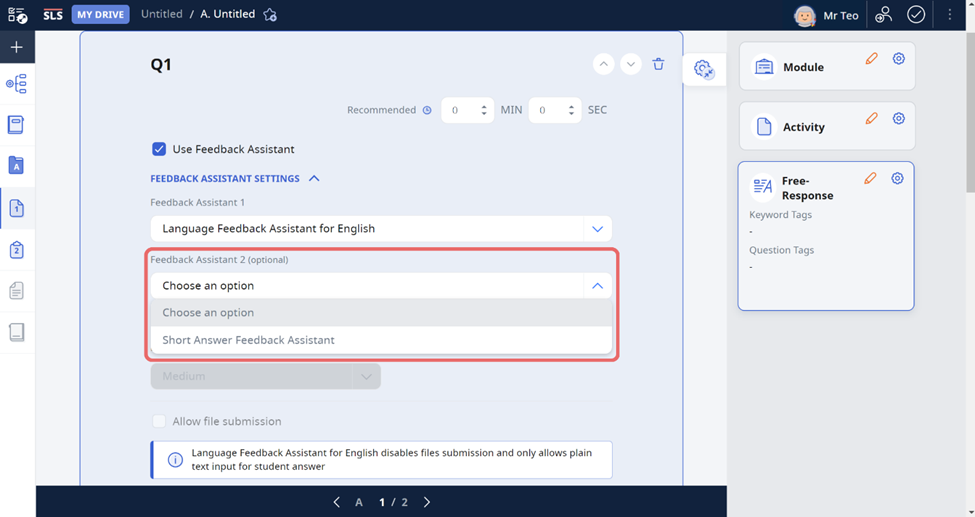 SLS MY DRIVE Untitled / A. Untitled Mr Teo
Q1
Recommended 0 MIN 0 SEC
Use Feedback Assistant
FEEDBACK ASSISTANT SETTINGS
Feedback Assistant 1
Language Feedback Assistant for English
Feedback Assistant 2 (optional)
Choose an option
Choose an option
Short Answer Feedback Assistant
Medium
Allow file submission
Language Feedback Assistant for English disables files submission and only allows plain
text input for student answer
A 1 / 2
A
1
2
Module
Activity
Free-
Response
Keyword Tags
-
Question Tags
-